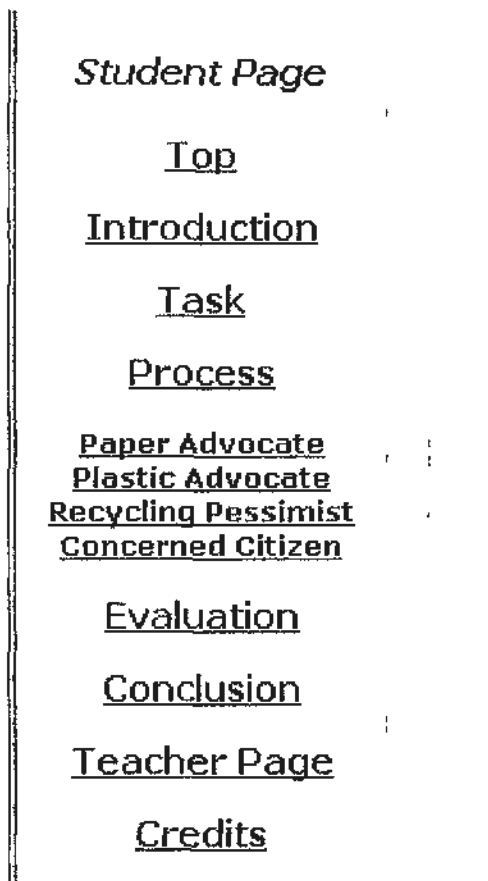 Student Page
Top
Introduction
Task
Process
Paper Advocate
Plastic Advocate
Recycling Pessimist
Concerned Citizen
Evaluation
Conclusion
Teacher Page
Credits